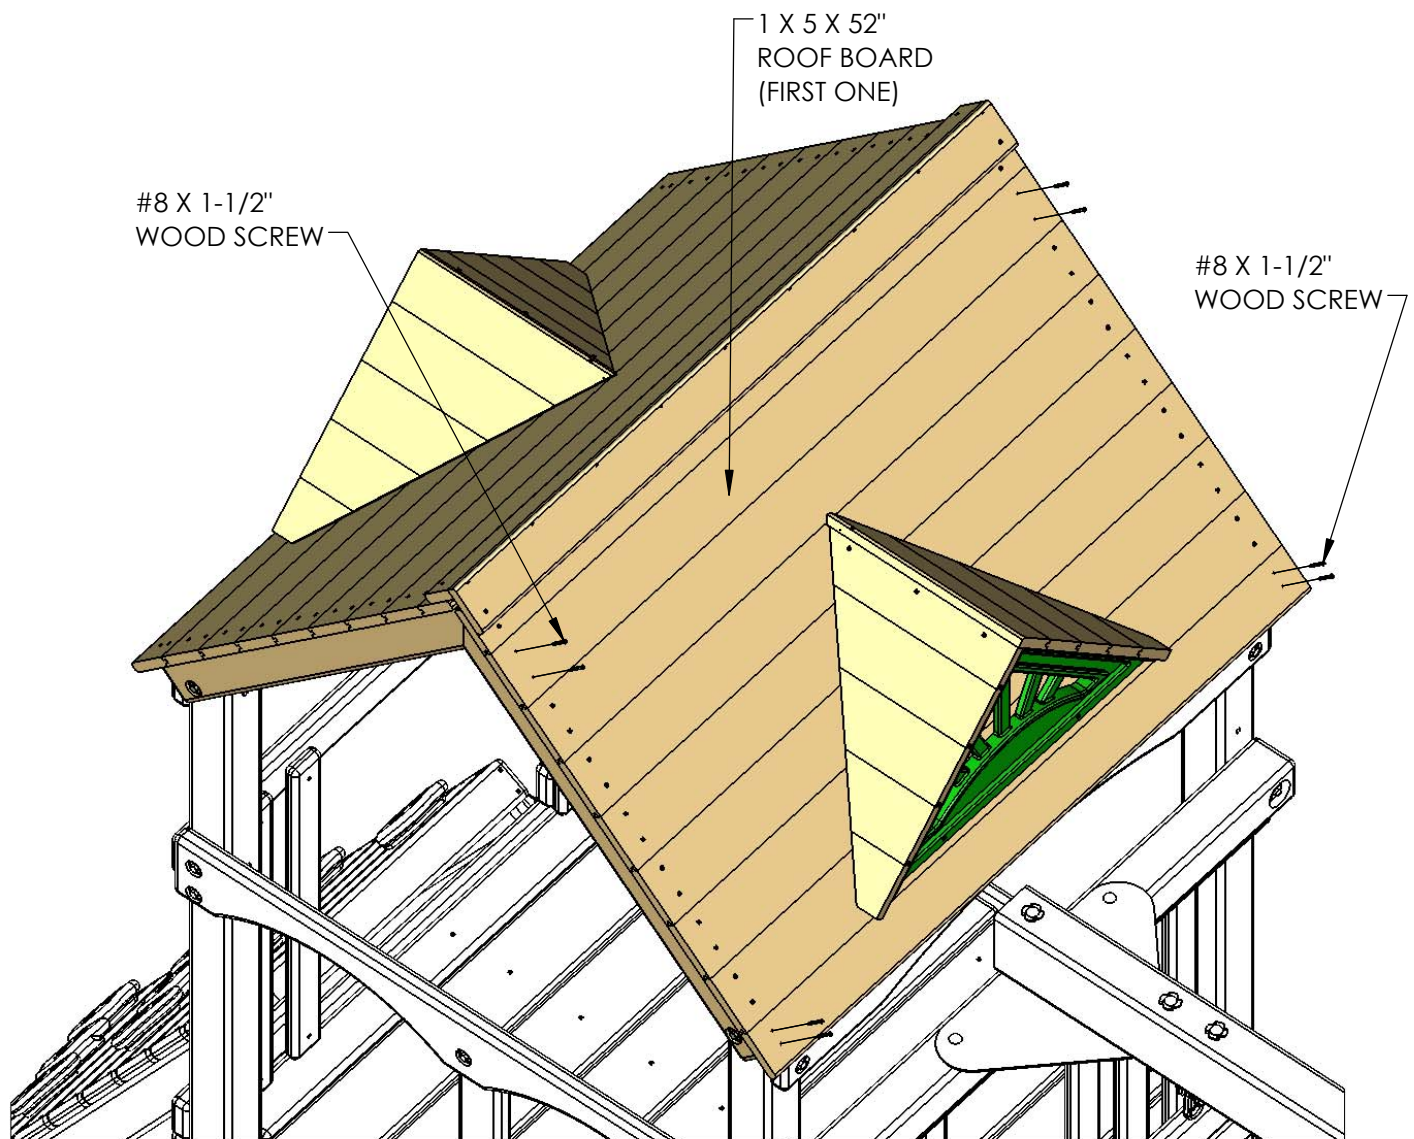 1 X 5 X 52"
ROOF BOARD
(FIRST ONE)
#8 X 1-1/2"
WOOD SCREW
#8 X 1-1/2"
WOOD SCREW